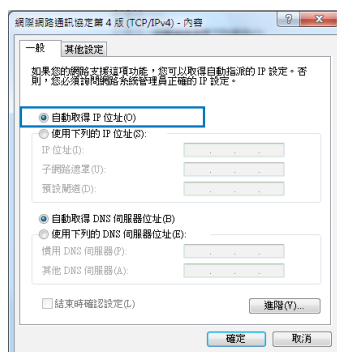 網際網路通訊協定第 4 版 (TCP/IPv4) - 內容
一般 其他設定
如果您的網路支援這項功能，您可以取得自動指派的 IP 設定。否
則，您必須詢問網路系統管理員正確的 IP 設定。
自動取得 IP 位址(O)
使用下列的 IP 位址(S):
IP 位址(I):
子網路遮罩(U):
預設閘道(D):
自動取得 DNS 伺服器位址(B)
使用下列的 DNS 伺服器位址(E):
慣用 DNS 伺服器(P):
其他 DNS 伺服器(A):
結束時確認設定(L)
進階(V)...
確定 取消